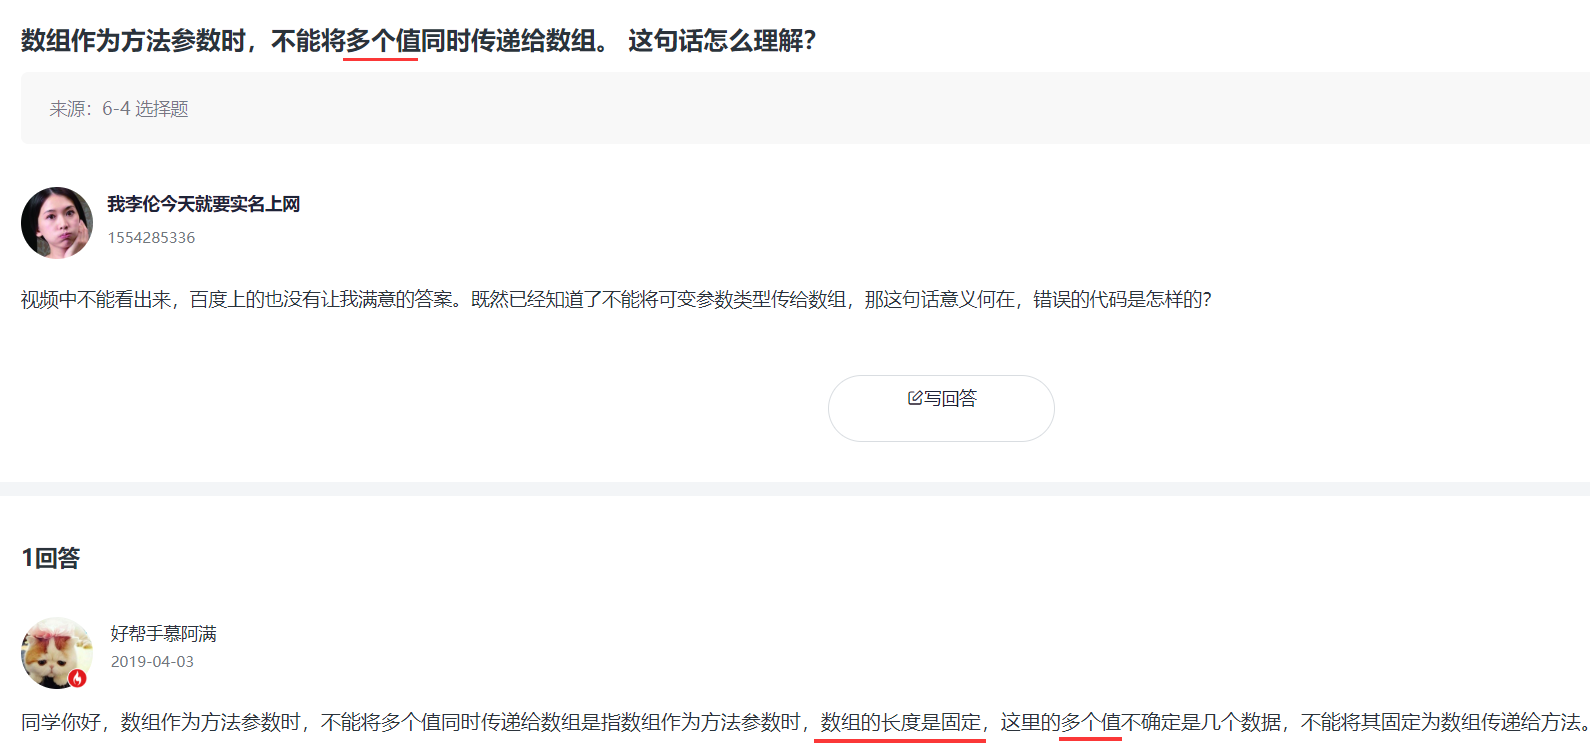 数组作为方法参数时，不能将多个值同时传递给数组。 这句话怎么理解？
来源：6-4 选择题
我李伦今天就要实名上网
1554285336
视频中不能看出来，百度上的也没有让我满意的答案。既然已经知道了不能将可变参数类型传给数组，那这句话意义何在，错误的代码是怎样的？
写回答
1回答
好帮手慕阿满
2019-04-03
同学你好，数组作为方法参数时，不能将多个值同时传递给数组是指数组作为方法参数时，数组的长度是固定，这里的多个值不确定是几个数据，不能将其固定为数组传递给方法。